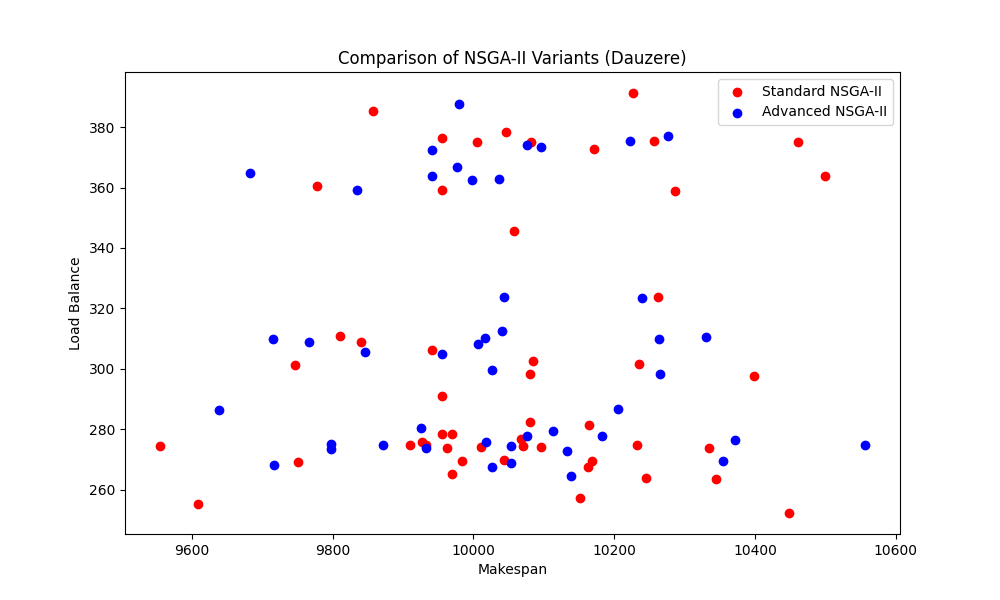 Comparison of NSGA-II Variants (Dauzere)
Standard NSGA-II
Advanced NSGA-II
Load Balance
380
360
340
320
300
280
260
9600 9800 10000 10200 10400 10600
Makespan